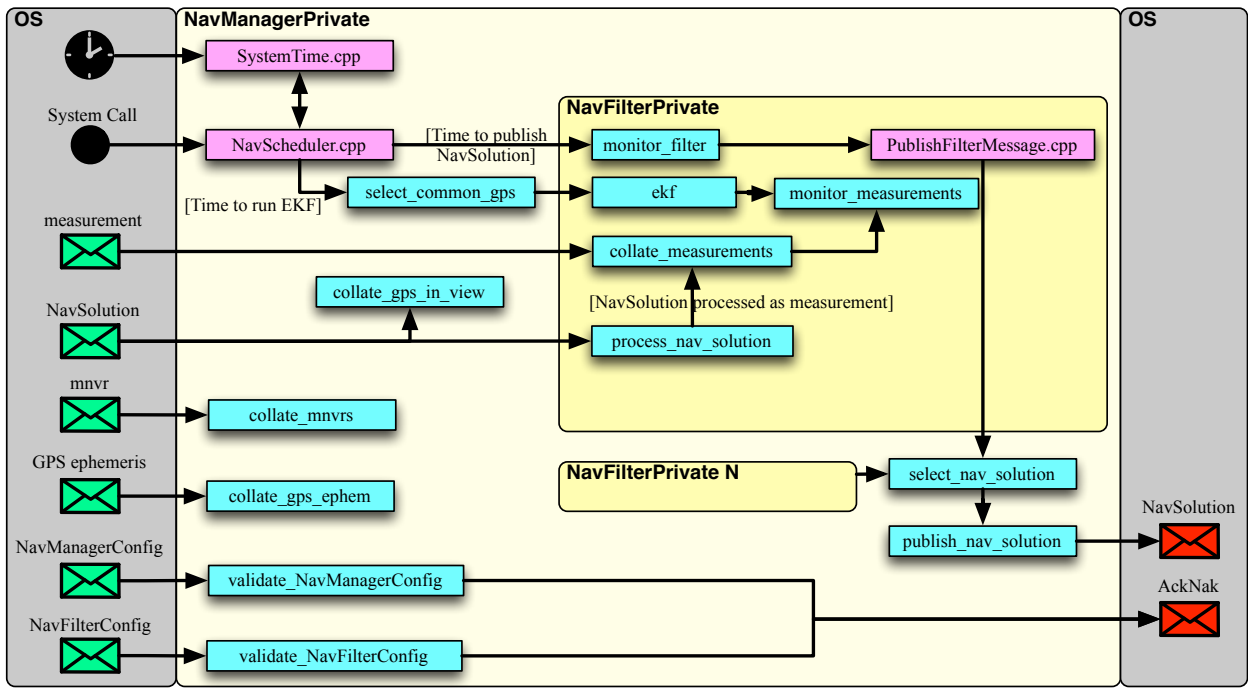 OS
NavManagerPrivate
OS
SystemTime.cpp
System Call
NavFilterPrivate
NavScheduler.cpp
[Time to publish
NavSolution]
monitor_filter
PublishFilterMessage.cpp
[Time to run EKF]
select_common_gps
ekf
monitor_measurements
measurement
collate_measurements
collate_gps_in_view
[NavSolution processed as measurement]
NavSolution
process_nav_solution
mnvr
collate_mnvrs
GPS ephemeris
NavFilterPrivate N
select_nav_solution
collate_gps_ephem
NavSolution
publish_nav_solution
NavManagerConfig
validate_NavManagerConfig
AckNak
NavFilterConfig
validate_NavFilterConfig